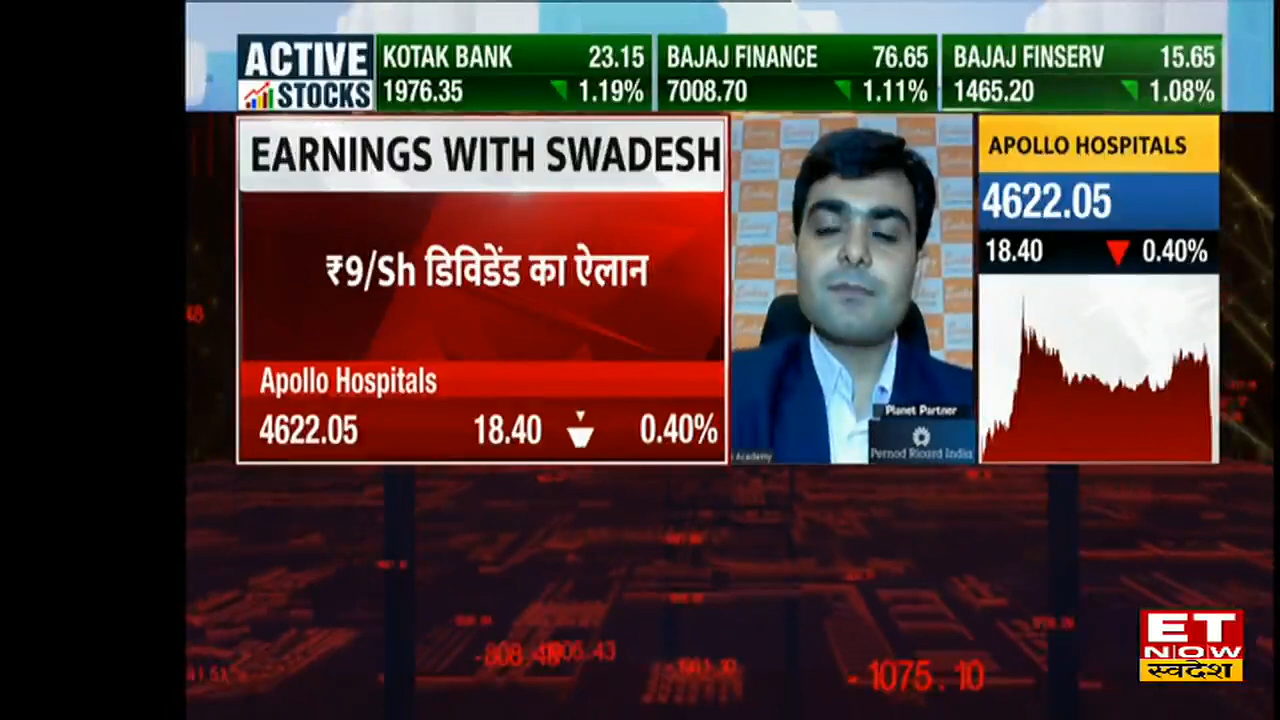 ACTIVE STOCKS
KOTAK BANK 23.15
1976.35 1.19%
BAJAJ FINANCE 76.65
7008.70 1.11%
BAJAJ FINSERV 15.65
1465.20 1.08%
EARNINGS WITH SWADESH
₹9/Sh डिविडेंड का ऐलान
Apollo Hospitals
4622.05 18.40 0.40%
Academy
Planet Partner
Pernod Ricard India
APOLLO HOSPITALS
4622.05
18.40 0.40%
-1075.10
ET
NOW
स्वदेश